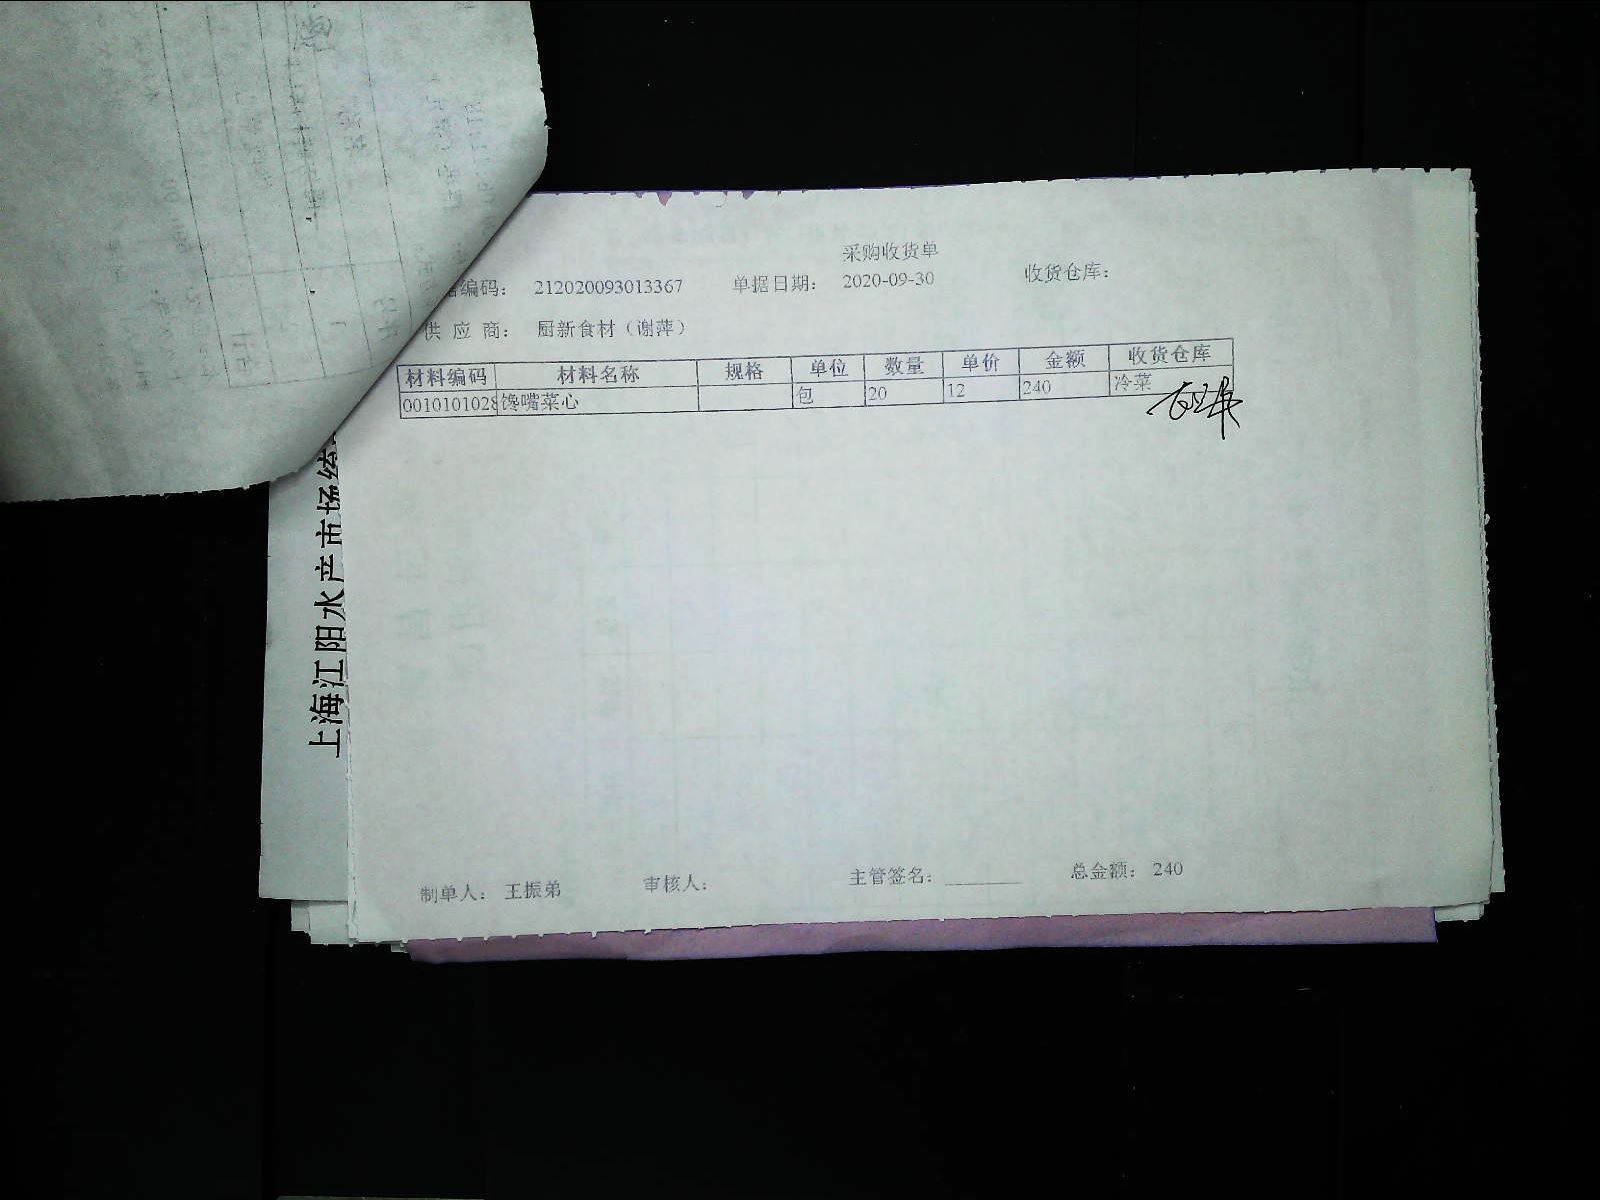 采购收货单
编码： 212020093013367 单据日期： 2020-09-30 收货仓库：
供 应 商： 厨新食材（谢萍）
材料编码 材料名称 规格 单位 数量 单价 金额 收货仓库
0010101028 馋嘴菜心 包 20 12 240 冷菜
制单人： 王振弟 审核人： 主管签名： ________ 总金额： 240
上海江阳水产市场